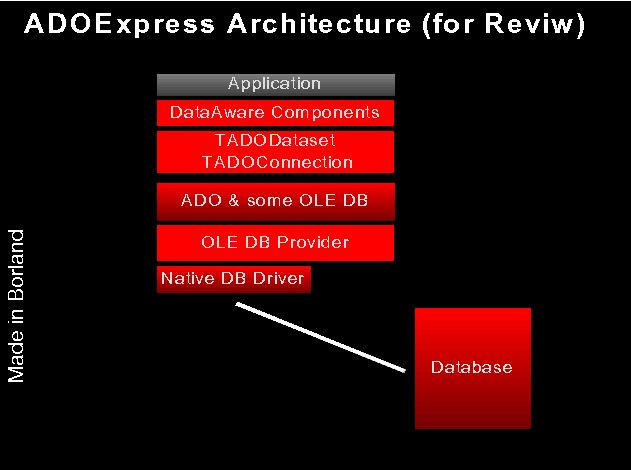 ADOExpress Architecture (for Reviw)
Application
DataAware Components
TADODataset
TADOConnection
ADO & some OLE DB
OLE DB Provider
Native DB Driver
Database
Made in Borland